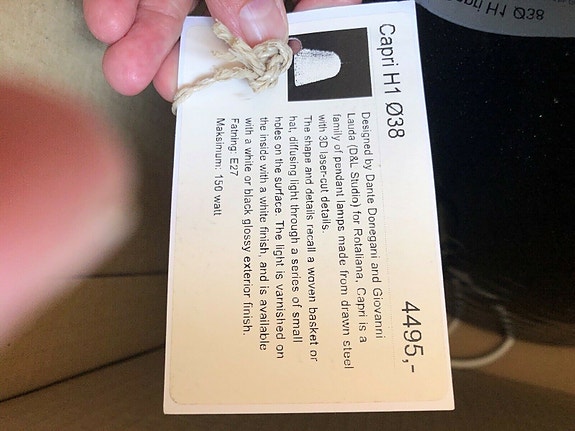 Capri H1 Ø38
4495,-
Designed by Dante Donegani and Giovanni
Lauda (D&L Studio) for Rotaliana, Capri is a
family of pendant lamps made from drawn steel
with 3D laser-cut details.
The shape and details recall a woven basket or
hat, diffusing light through a series of small
holes on the surface. The light is varnished on
the inside with a white finish, and is available
with a white or black glossy exterior finish.
Fatning: E27
Maksimum: 150 watt
H1 Ø38